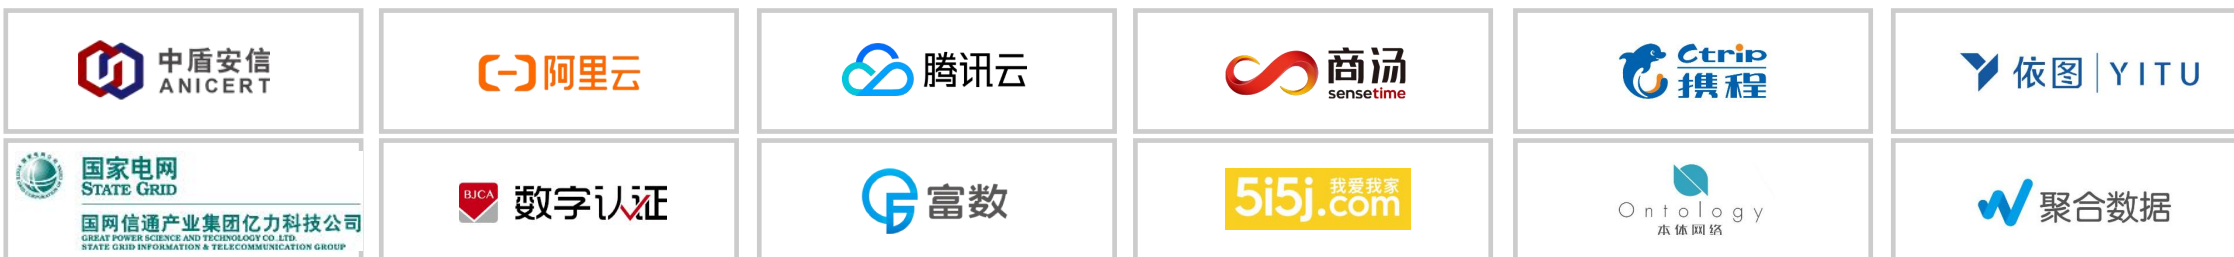 中盾安信
ANICERT
阿里云
腾讯云
商汤
sensetime
Ctrip
携程
依图 | YITU
国家电网
STATE GRID
国网信通产业集团亿力科技公司
GREAT POWER SCIENCE AND TECHNOLOGY CO .LTD.
STATE GRID INFORMATION & TELECOMMUNICATION GROUP
BJCA
数字认证
富数
5i5j.com
我爱我家
Ontology
本体网络
聚合数据